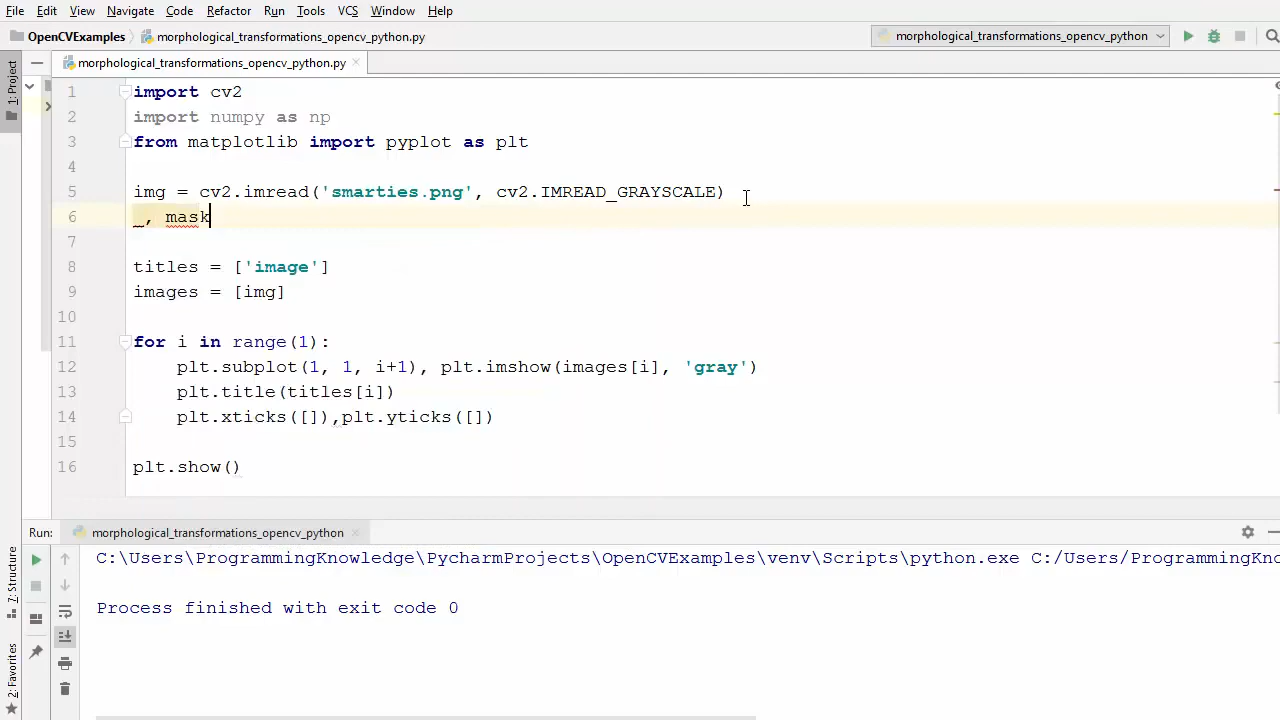 File Edit View Navigate Code Refactor Run Tools VCS Window Help
OpenCVExamples morphological_transformations_opencv_python.py morphological_transformations_opencv_python
1: Project
morphological_transformations_opencv_python.py
1 import cv2
2 import numpy as np
3 from matplotlib import pyplot as plt
4
5 img = cv2.imread('smarties.png', cv2.IMREAD_GRAYSCALE)
6 _, mask
7
8 titles = ['image']
9 images = [img]
10
11 for i in range(1):
12 plt.subplot(1, 1, i+1), plt.imshow(images[i], 'gray')
13 plt.title(titles[i])
14 plt.xticks([]),plt.yticks([])
15
16 plt.show()
Run: morphological_transformations_opencv_python
C:\Users\ProgrammingKnowledge\PycharmProjects\OpenCVExamples\venv\Scripts\python.exe C:/Users/ProgrammingKno
Process finished with exit code 0
7: Structure
2: Favorites